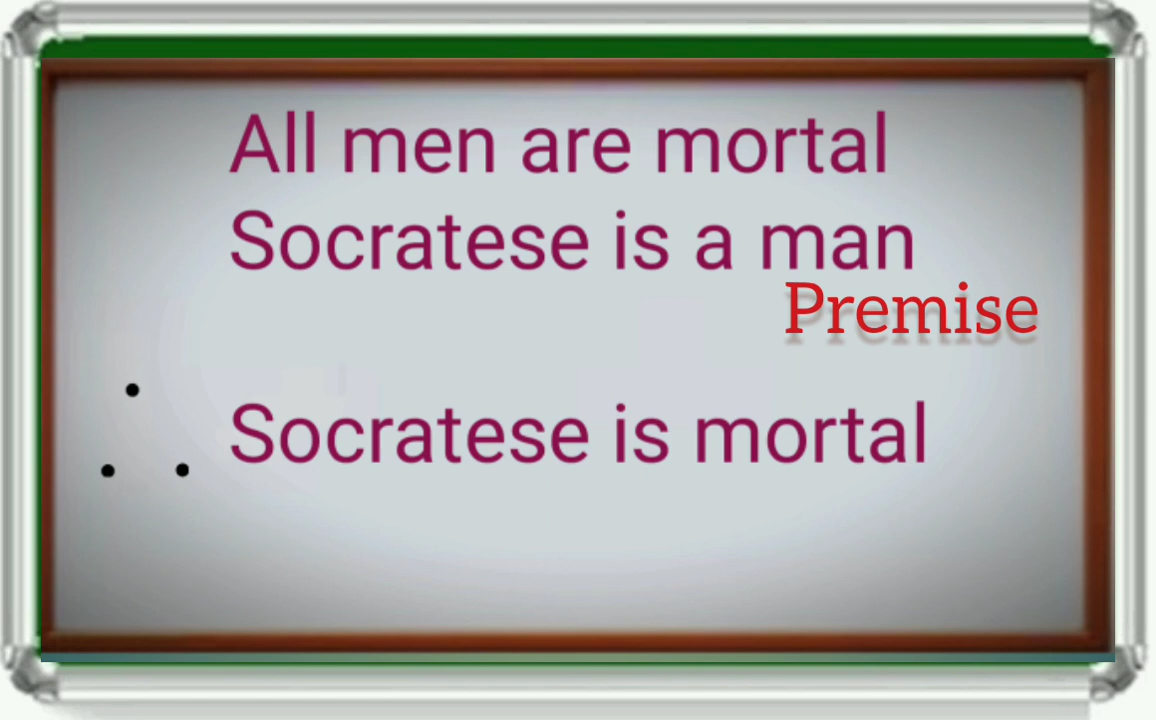 All men are mortal
Socratese is a man
Premise
∴ Socratese is mortal